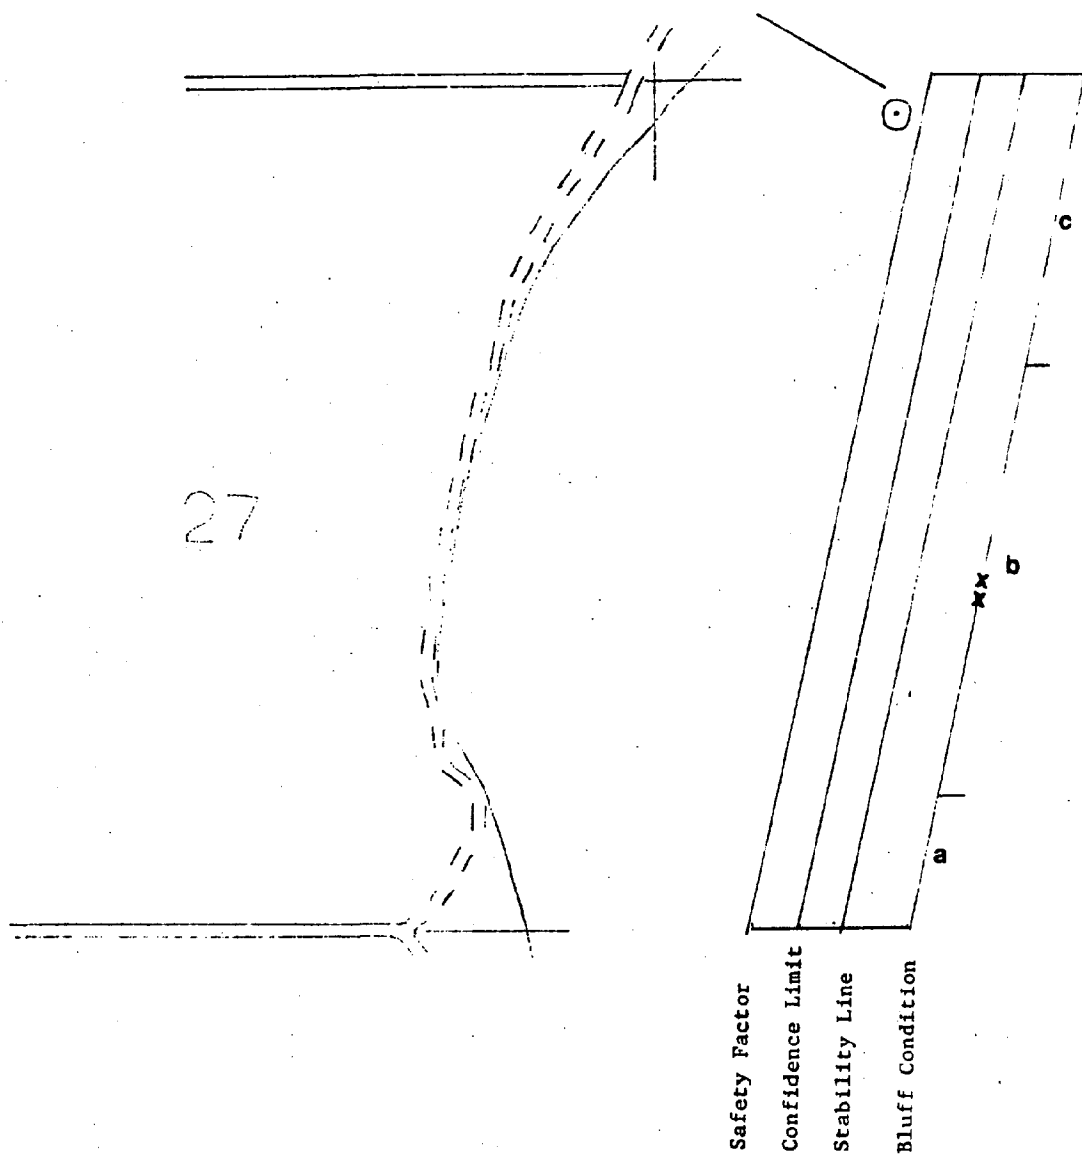 c
27
b
a
Safety Factor
Confidence Limit
Stability Line
Bluff Condition